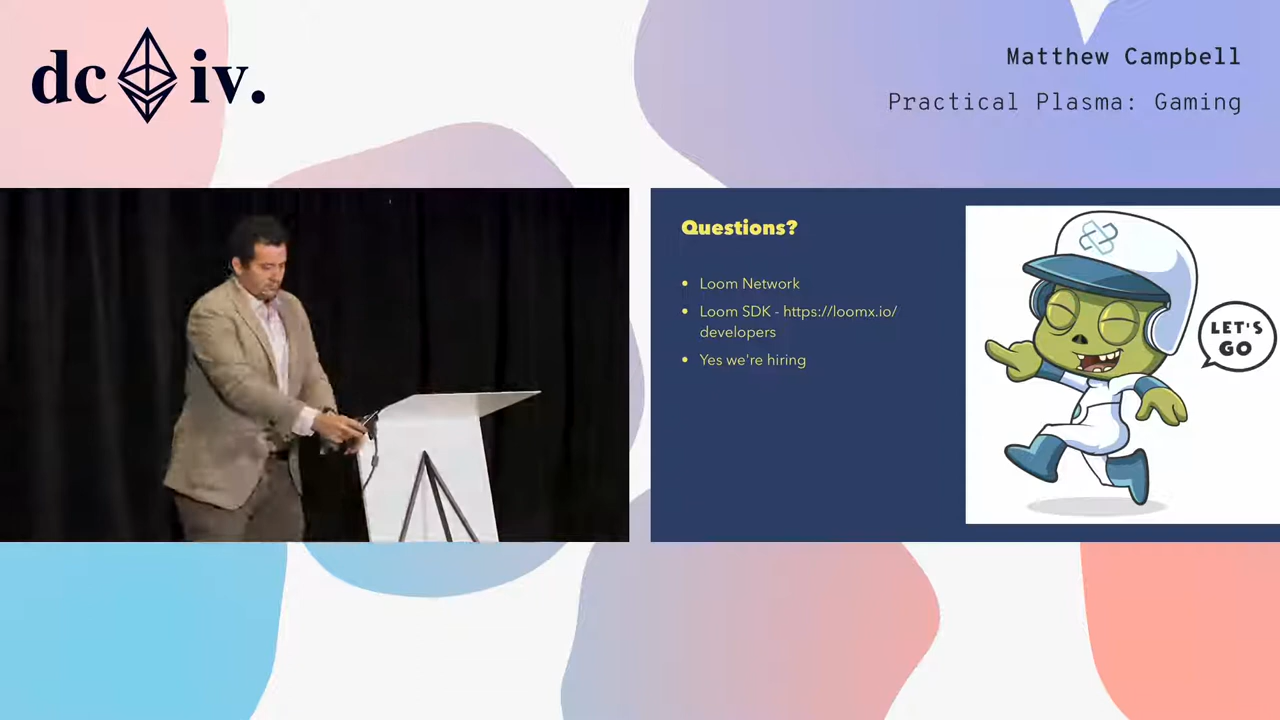 dc iv.
Matthew Campbell
Practical Plasma: Gaming
Questions?
• Loom Network
• Loom SDK - https://loomx.io/
developers
• Yes we're hiring
LET'S
GO